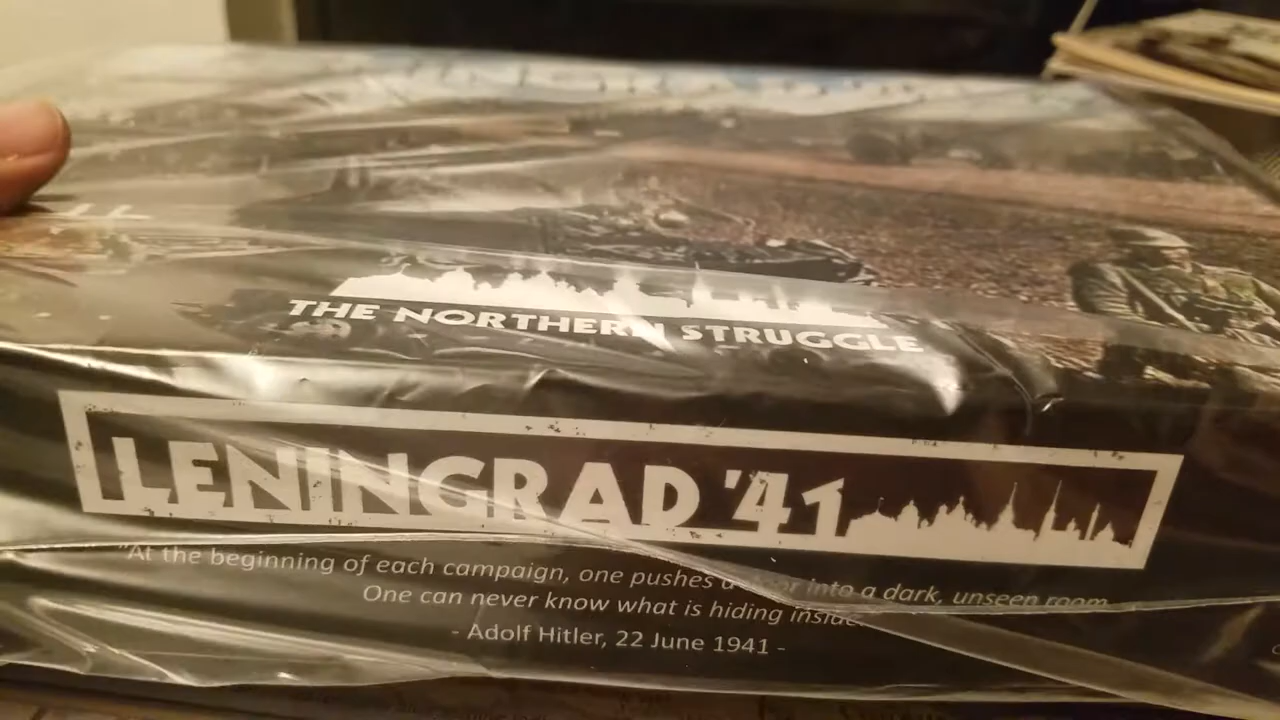 THE NORTHERN STRUGGLE
LENINGRAD '41
"At the beginning of each campaign, one pushes a into a dark, unseen room.
One can never know what is hiding inside.
- Adolf Hitler, 22 June 1941 -